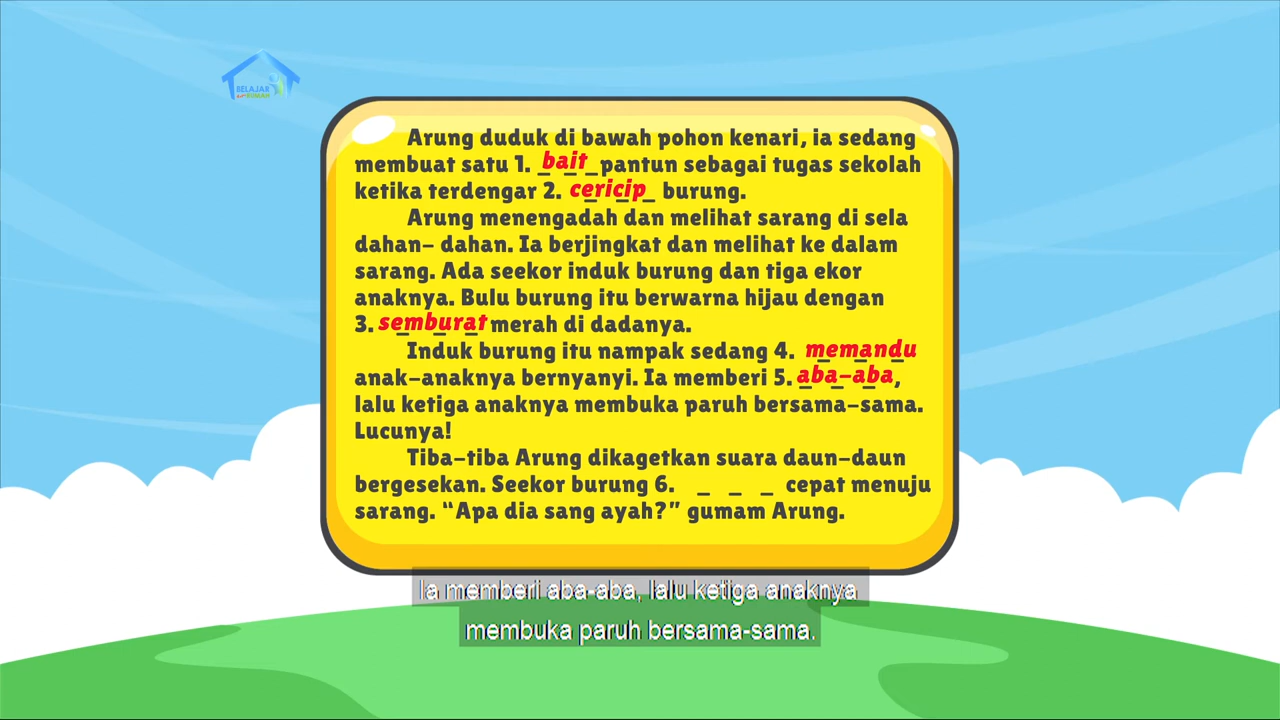 BELAJAR
dari RUMAH
Arung duduk di bawah pohon kenari, ia sedang
membuat satu 1. bait pantun sebagai tugas sekolah
ketika terdengar 2. cericip burung.
Arung menengadah dan melihat sarang di sela
dahan- dahan. Ia berjingkat dan melihat ke dalam
sarang. Ada seekor induk burung dan tiga ekor
anaknya. Bulu burung itu berwarna hijau dengan
3. semburat merah di dadanya.
Induk burung itu nampak sedang 4. memandu
anak-anaknya bernyanyi. Ia memberi 5. aba-aba,
lalu ketiga anaknya membuka paruh bersama-sama.
Lucunya!
Tiba-tiba Arung dikagetkan suara daun-daun
bergesekan. Seekor burung 6. _ _ _ cepat menuju
sarang. “Apa dia sang ayah?” gumam Arung.
Ia memberi aba-aba, lalu ketiga anaknya
membuka paruh bersama-sama.